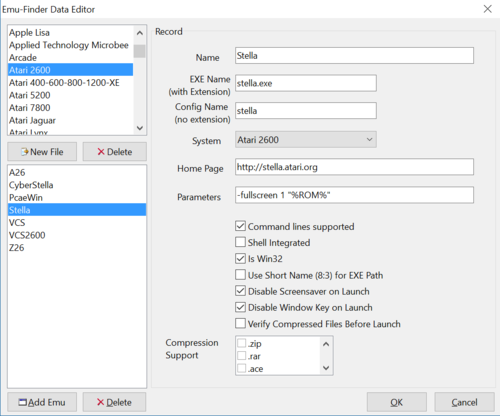 Emu-Finder Data Editor
Apple Lisa
Applied Technology Microbee
Arcade
Atari 2600
Atari 400-600-800-1200-XE
Atari 5200
Atari 7800
Atari Jaguar
Atari Lynx
New File
Delete
A26
CyberStella
PcaeWin
Stella
VCS
VCS2600
Z26
Add Emu
Delete
Record
Name
Stella
EXE Name
(with Extension)
stella.exe
Config Name
(no extension)
stella
System
Atari 2600
Home Page
http://stella.atari.org
Parameters
-fullscreen 1 "%ROM%"
Command lines supported
Shell Integrated
Is Win32
Use Short Name (8:3) for EXE Path
Disable Screensaver on Launch
Disable Window Key on Launch
Verify Compressed Files Before Launch
Compression
Support
.zip
.rar
.ace
OK
Cancel